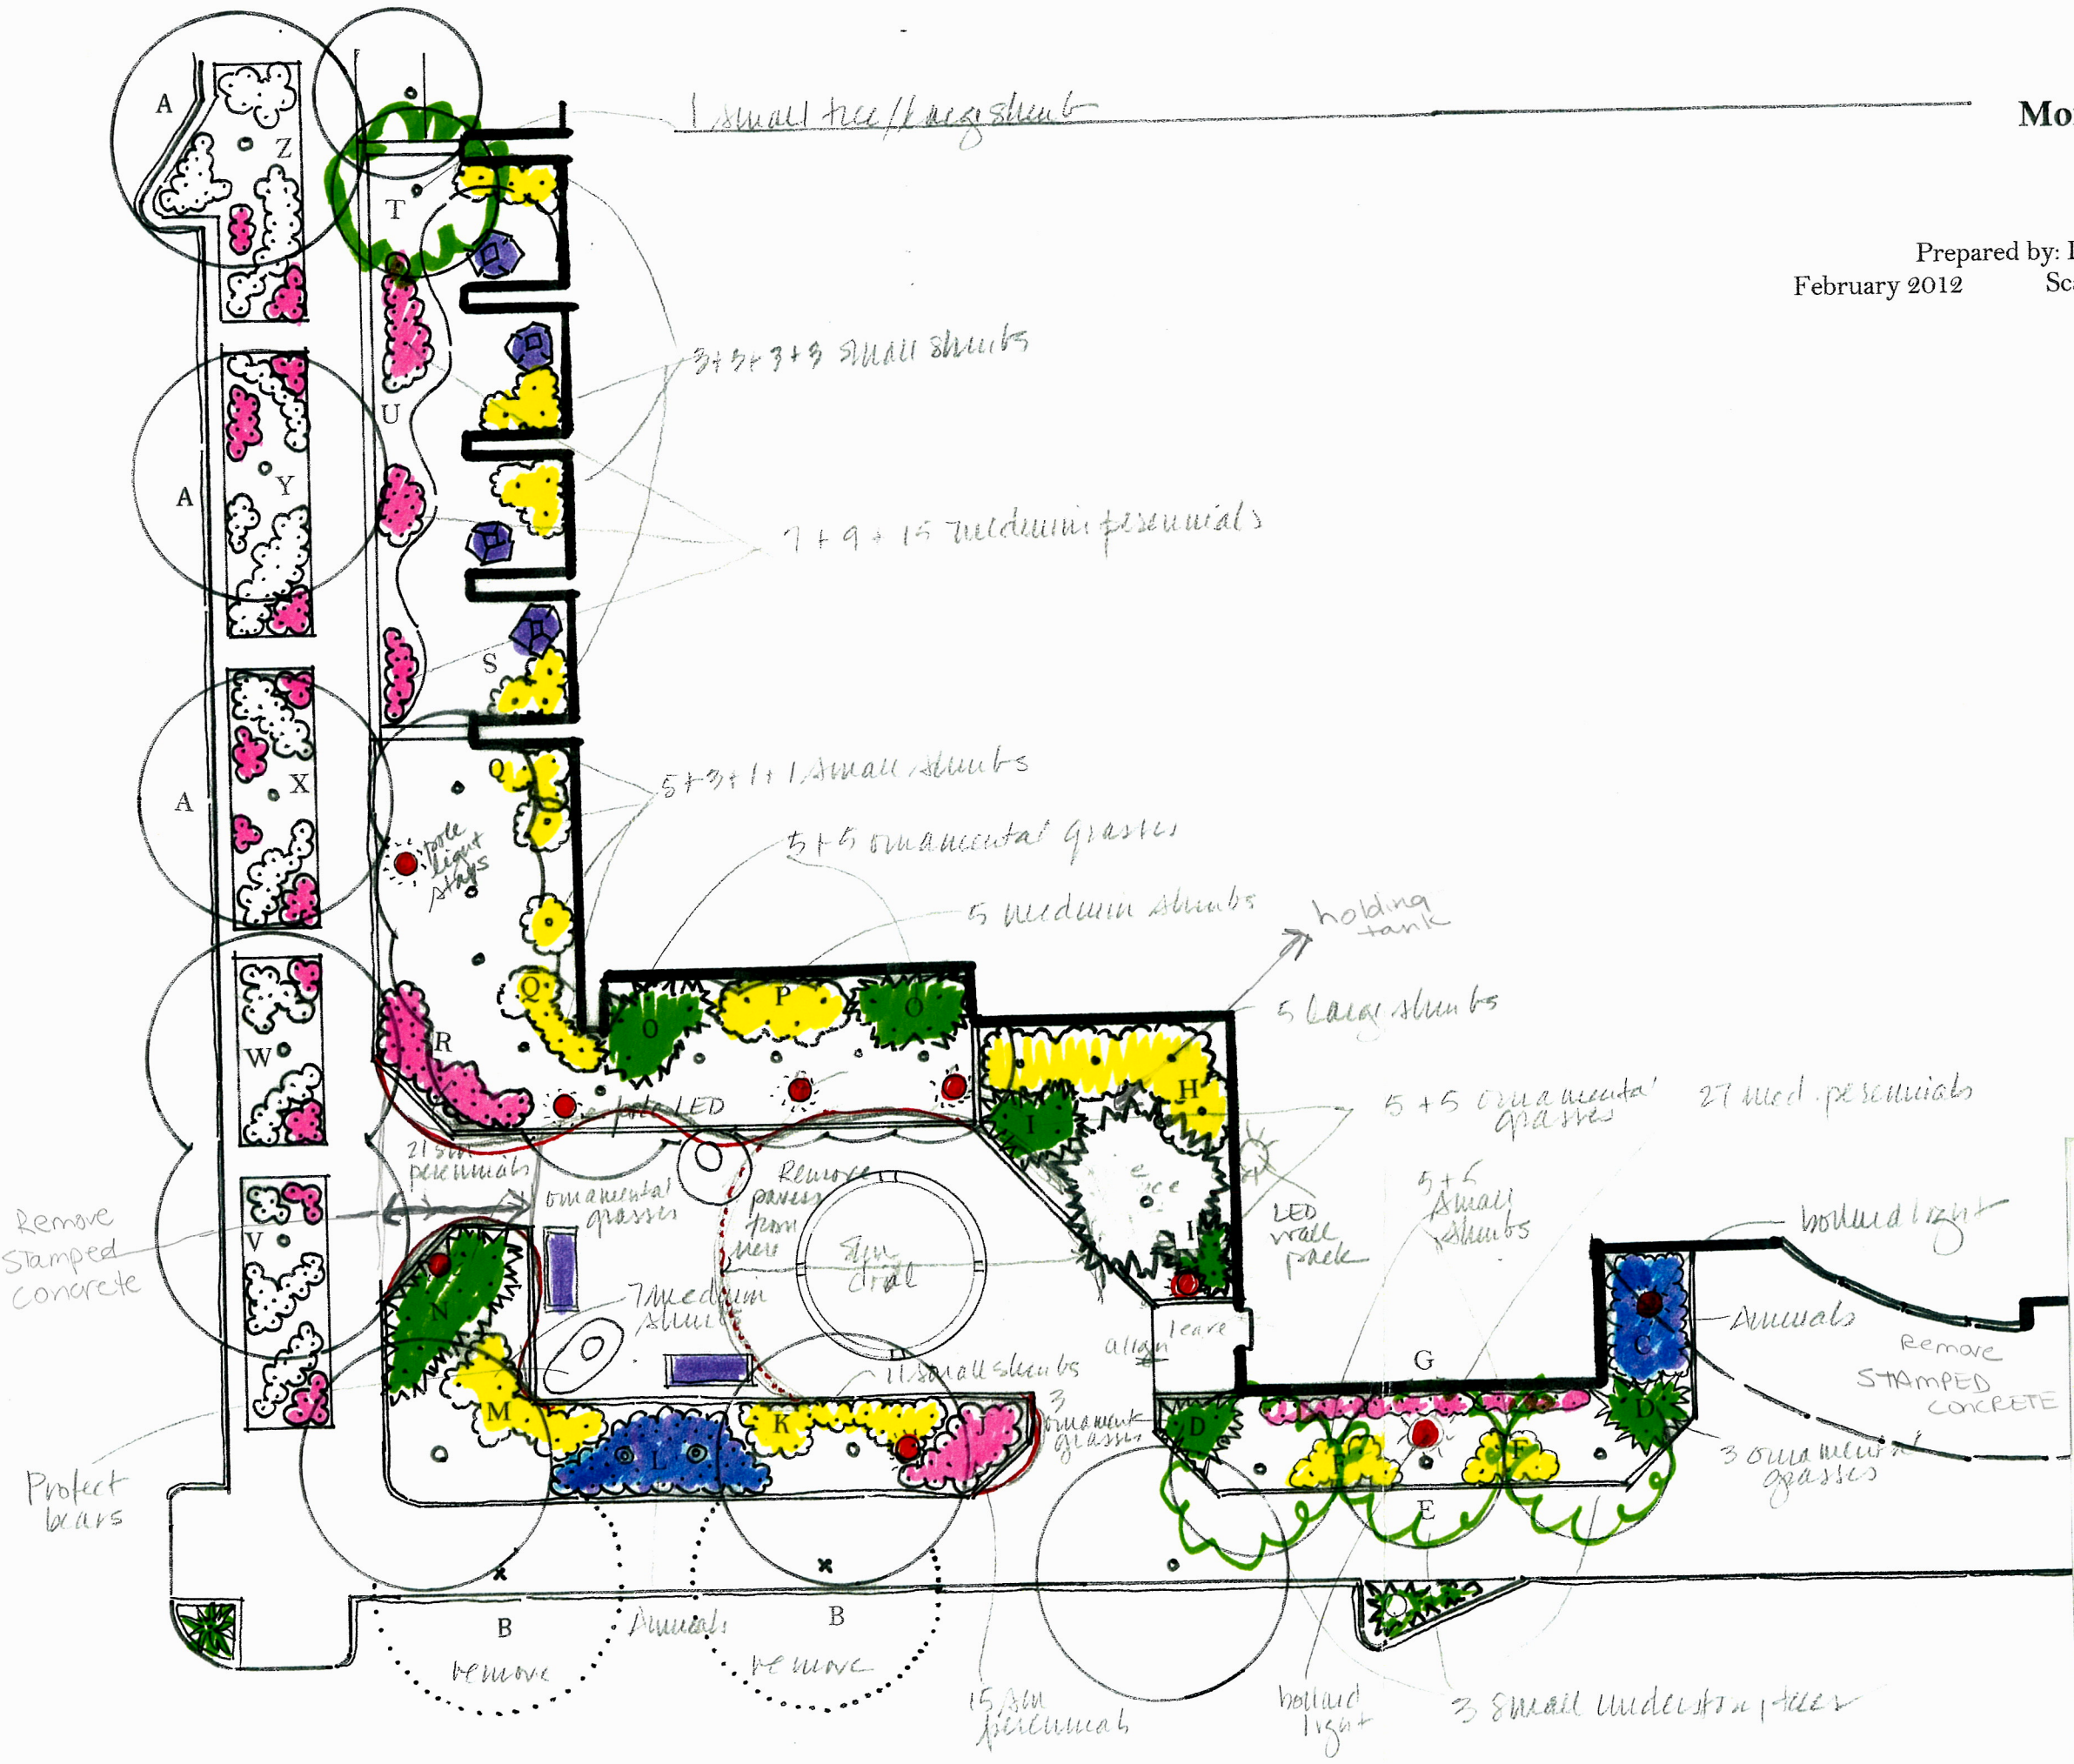 1 small tree/Large shrub
Mo
Prepared by:
February 2012
Sc
A
Z
T
3+3+3+3 small shrubs
U
A
Y
7 + 9 + 15 medium perennials
S
Q
5+3+1+1 small shrubs
A
X
pole
light
stays
5+5 ornamental grasses
5 medium shrubs
holding
tank
Q
P
O
O
5 Large shrubs
R
W
H
I
LED
5 + 5 ornamental
grasses
27 med. perennials
21 sm
perennials
ornamental
grasses
Remove
pavers
from
here
Sun
dial
I
LED
wall
pack
5+5
small
shrubs
bollard light
Remove
stamped
concrete
V
N
7 medium
shrubs
leave
align
C
Annuals
Remove
STAMPED
CONCRETE
G
11 small shrubs
3
ornament
grasses
M
L
K
J
D
F
F
D
3 ornamental
grasses
Protect
bears
E
B
remove
Annuals
B
remove
15 sm
perennials
bollard
light
3 small understory trees